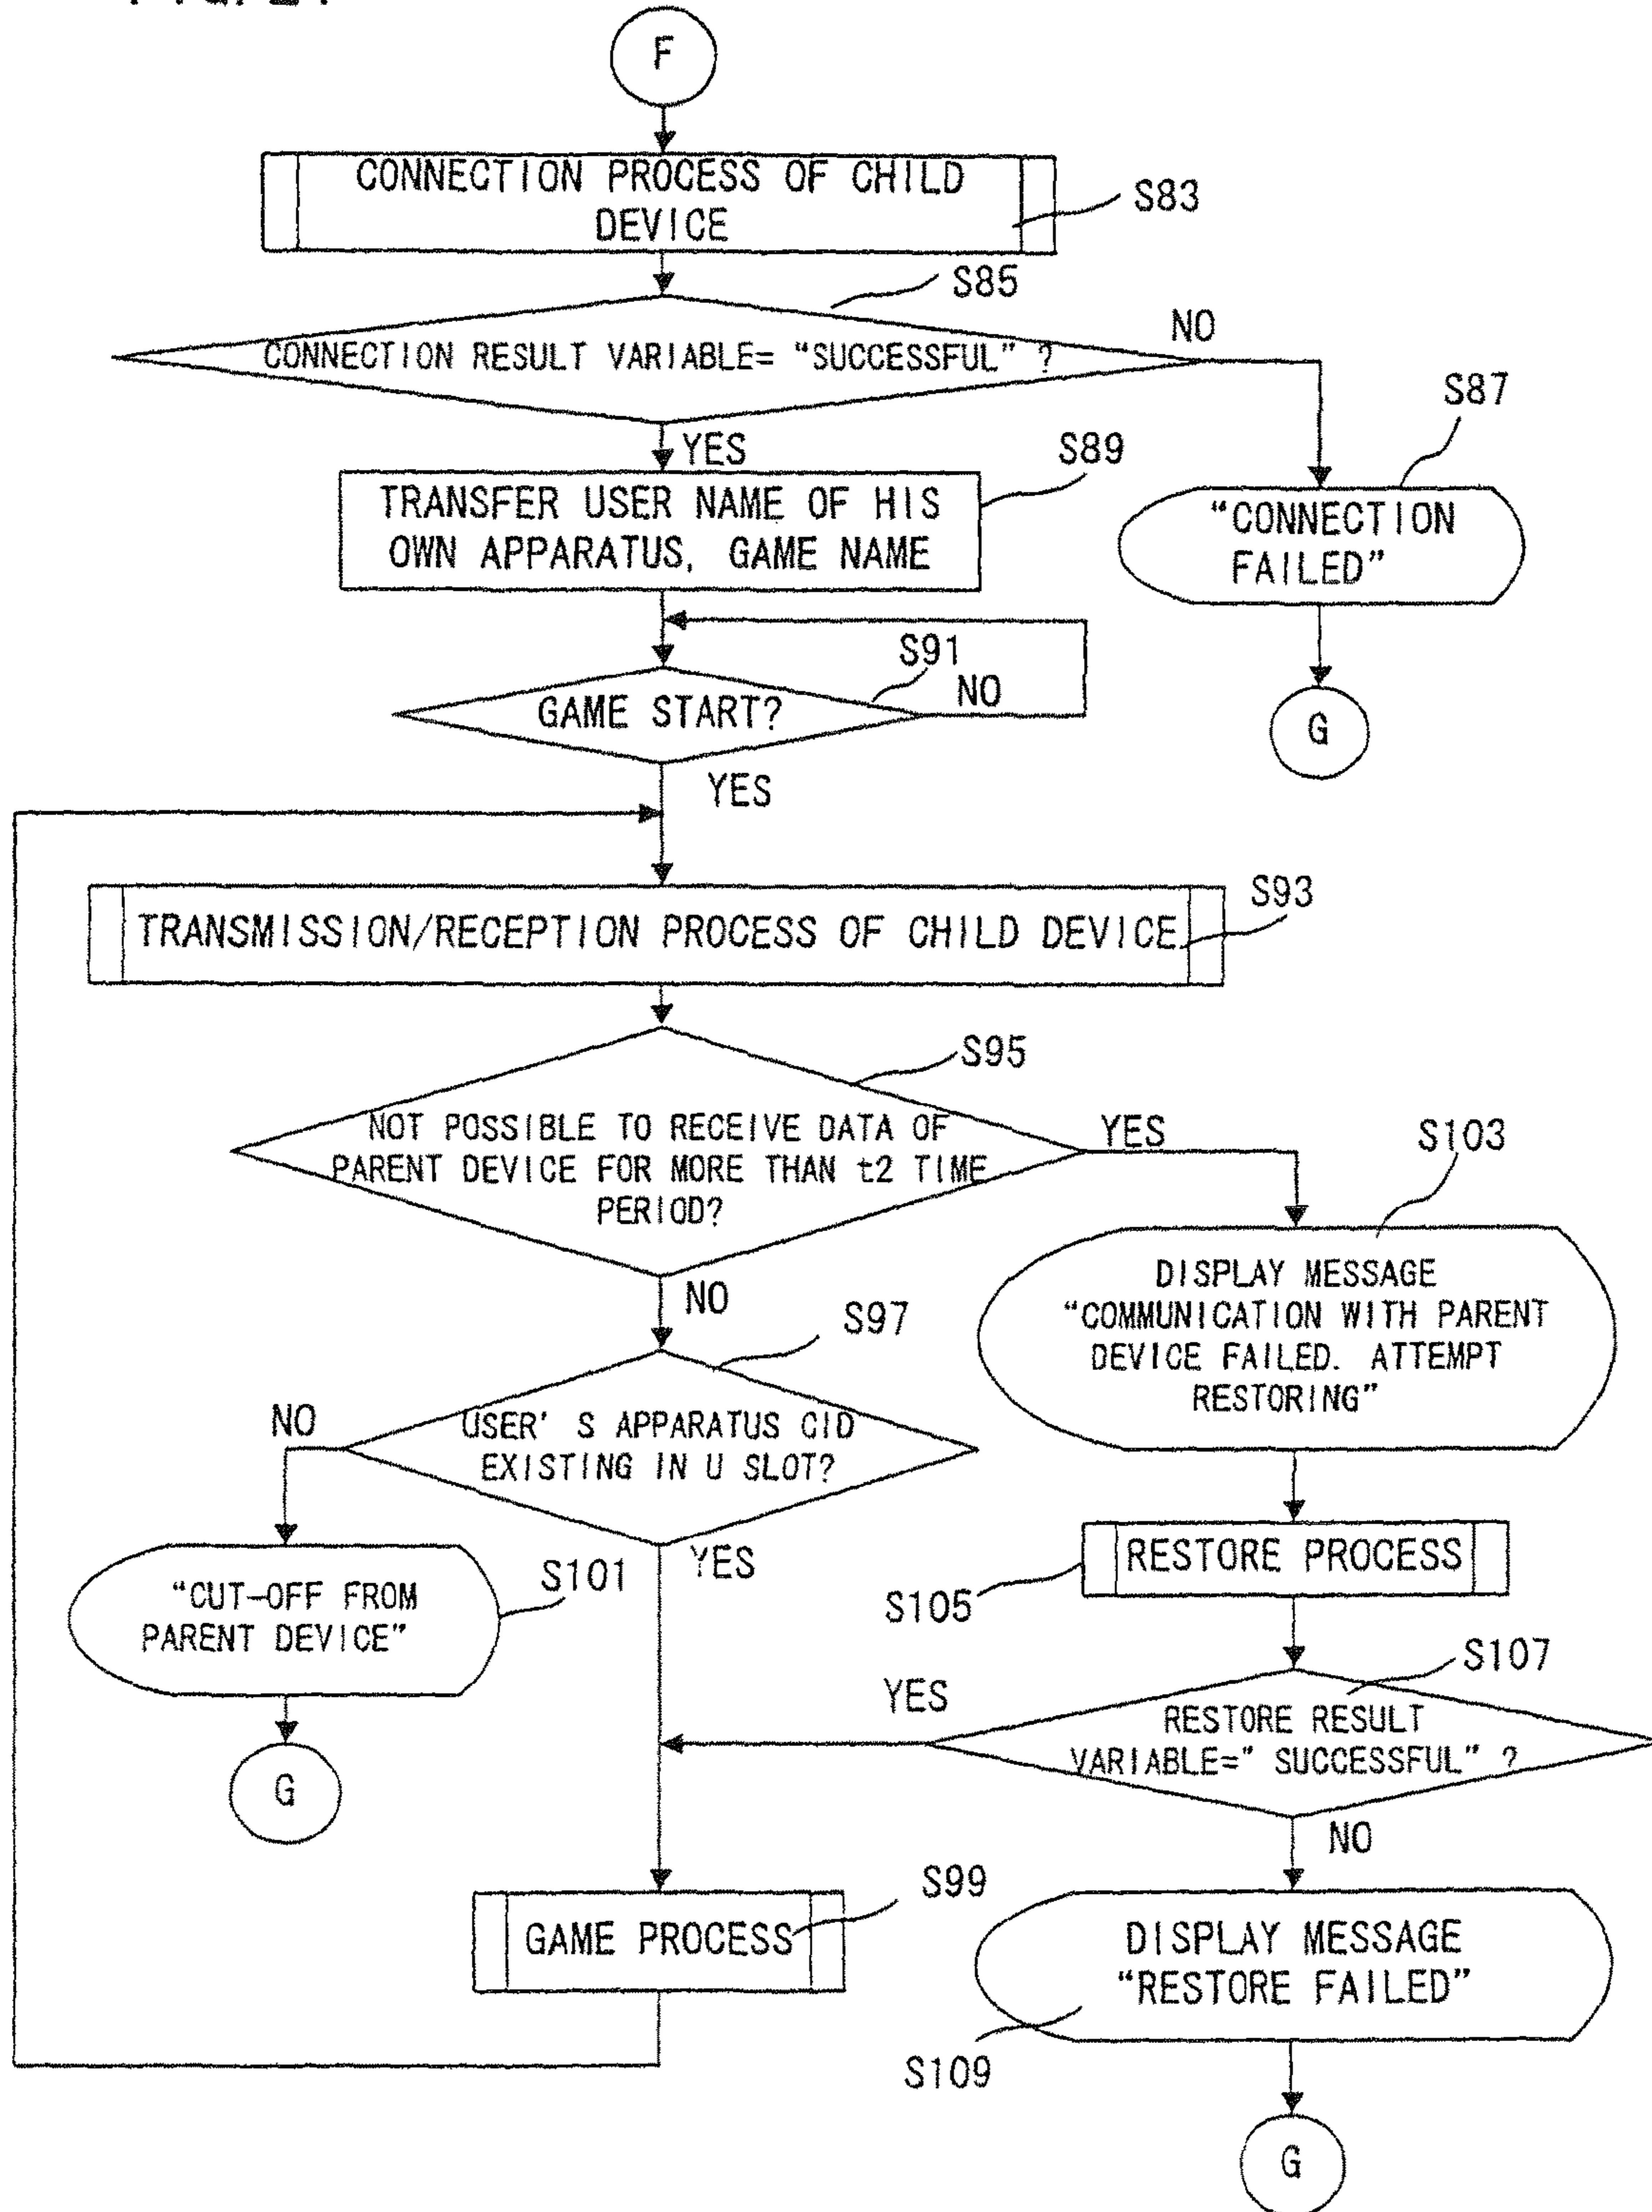 F
CONNECTION PROCESS OF CHILD
DEVICE
S83
S85
CONNECTION RESULT VARIABLE= “SUCCESSFUL” ?
NO
YES
S87
S89
TRANSFER USER NAME OF HIS
OWN APPARATUS, GAME NAME
“CONNECTION
FAILED”
G
S91
NO
GAME START?
YES
S93
TRANSMISSION/RECEPTION PROCESS OF CHILD DEVICE
S95
NOT POSSIBLE TO RECEIVE DATA OF
PARENT DEVICE FOR MORE THAN t2 TIME
PERIOD?
YES
NO
S103
DISPLAY MESSAGE
“COMMUNICATION WITH PARENT
DEVICE FAILED. ATTEMPT
RESTORING”
S97
USER' S APPARATUS CID
EXISTING IN U SLOT?
NO
YES
S101
“CUT-OFF FROM
PARENT DEVICE”
G
RESTORE PROCESS
S105
S107
RESTORE RESULT
VARIABLE=” SUCCESSFUL” ?
YES
NO
S99
GAME PROCESS
DISPLAY MESSAGE
“RESTORE FAILED”
S109
G